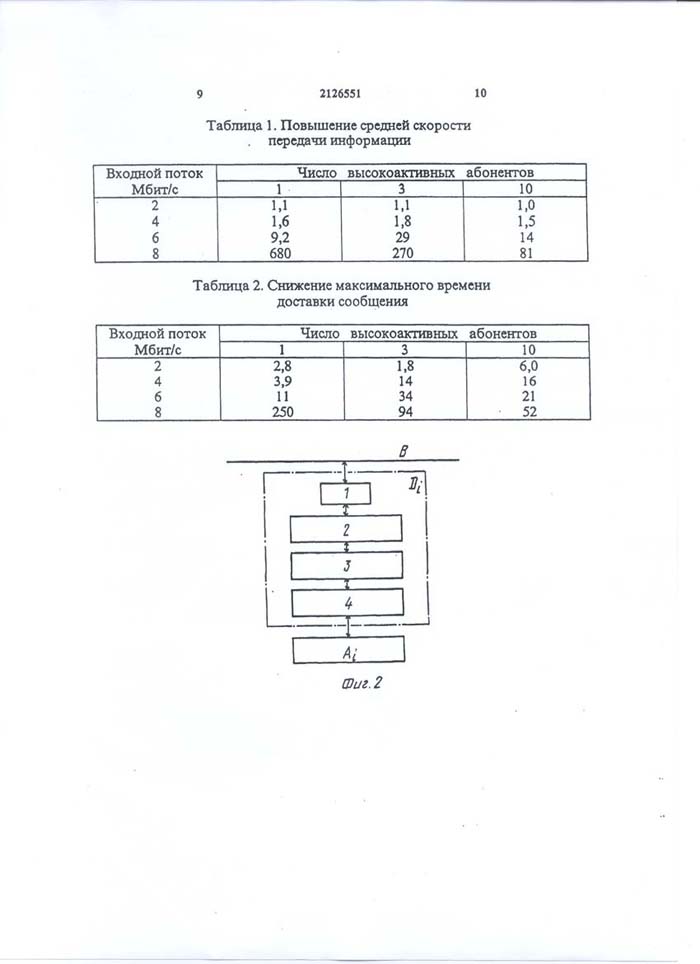 9 2126551 10
Таблица 1. Повышение средней скорости
передачи информации
Входной поток Число высокоактивных абонентов
Мбит/с 1 3 10
2 1,1 1,1 1,0
4 1,6 1,8 1,5
6 9,2 29 14
8 680 270 81
Таблица 2. Снижение максимального времени
доставки сообщения
Входной поток Число высокоактивных абонентов
Мбит/с 1 3 10
2 2,8 1,8 6,0
4 3,9 14 16
6 11 34 21
8 250 94 52
B
Di
1
2
3
4
Ai
Фиг. 2